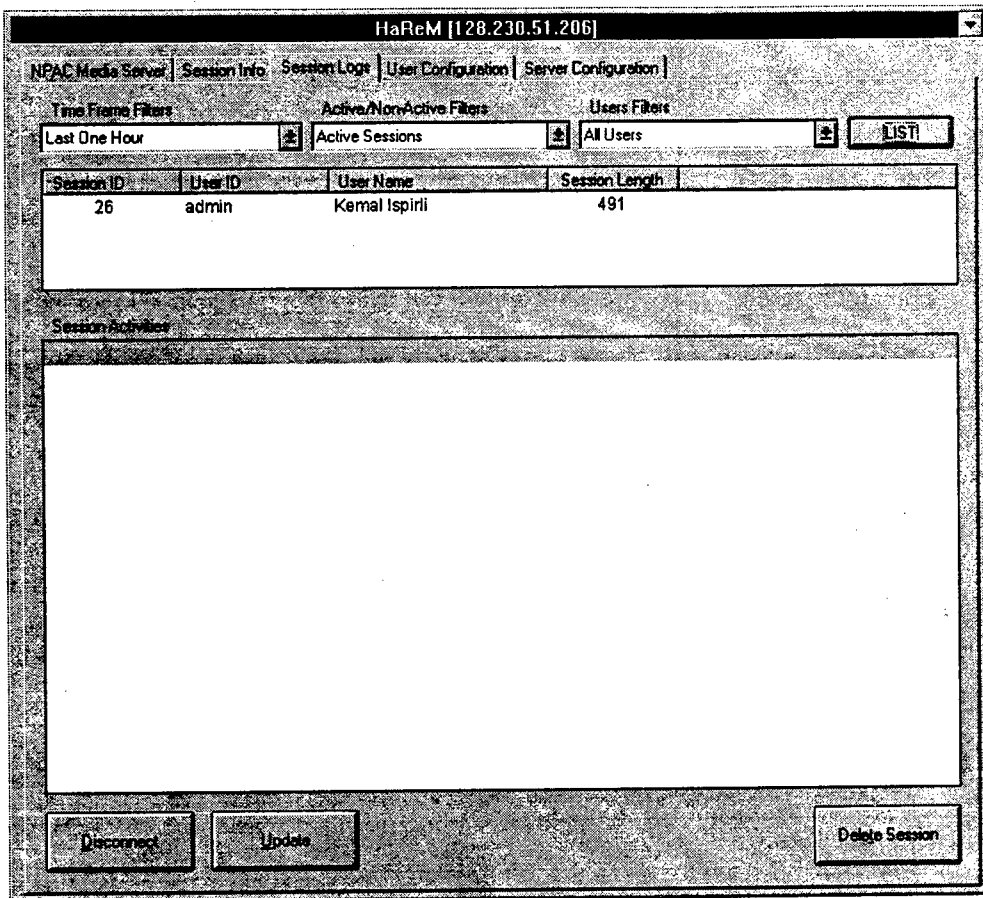 HaReM [128.230.51.206]
NPAC Media Server Session Info Session Logs User Configuration Server Configuration
Time Frame Filters Active/Non-Active Filters Users Filters
Last One Hour Active Sessions All Users LIST
Session ID User ID User Name Session Length
26 admin Kemal Ispirli 491
Session Activities
Disconnect Update Delete Session